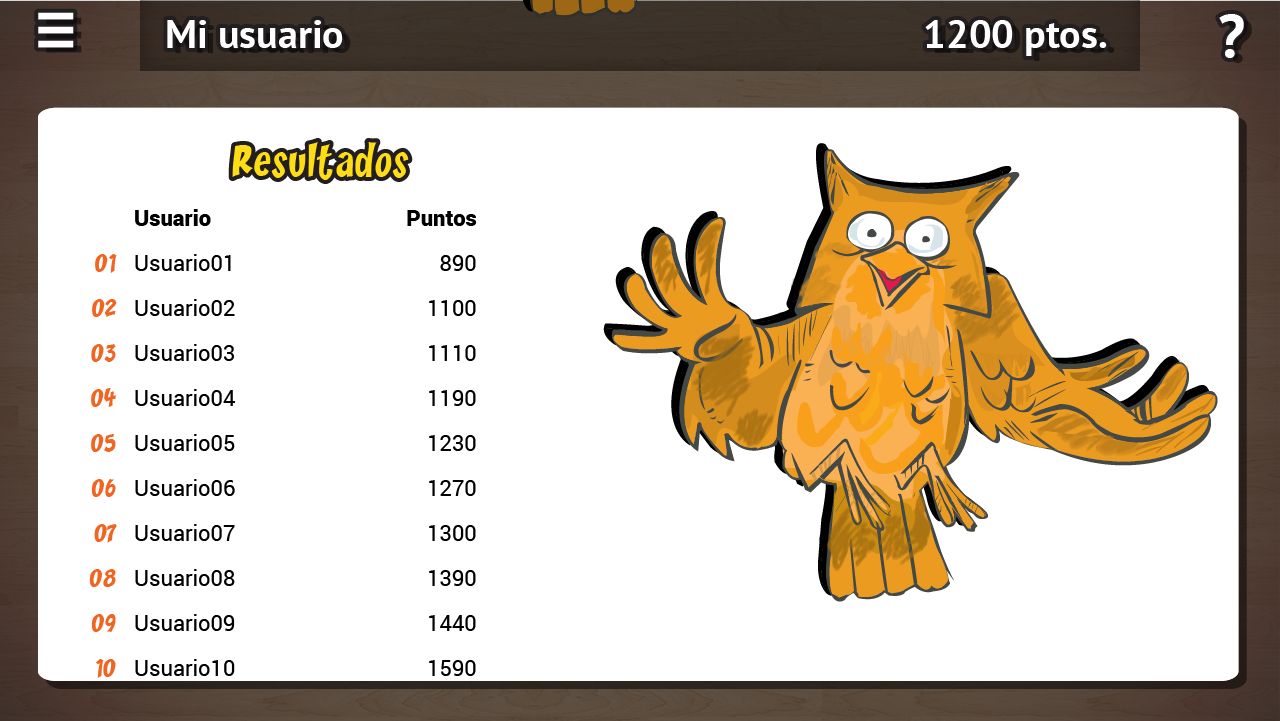 Mi usuario 1200 ptos. ?
Resultados
Usuario Puntos
01 Usuario01 890
02 Usuario02 1100
03 Usuario03 1110
04 Usuario04 1190
05 Usuario05 1230
06 Usuario06 1270
07 Usuario07 1300
08 Usuario08 1390
09 Usuario09 1440
10 Usuario10 1590